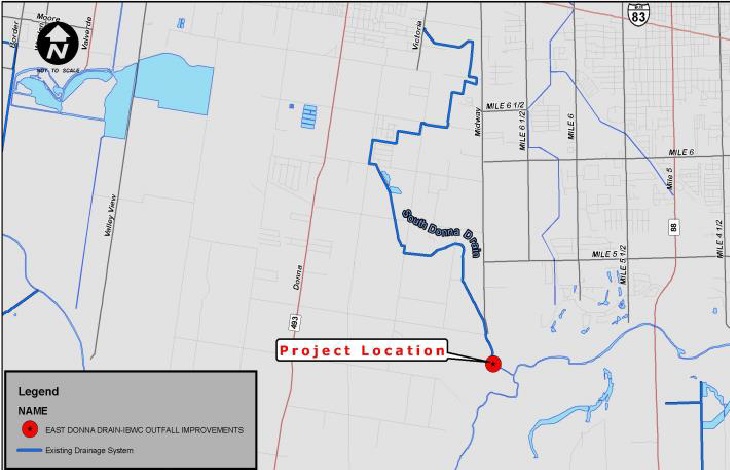 Moore
Border
Valverde
N
NOT TO SCALE
Victoria
83
MILE 6 1/2
Midway
MILE 6 1/2
MILE 6
MILE 6
Mile 5
Valley View
South Donna Drain
88
MILE 4 1/2
MILE 5
MILE 5 1/2
Donna
493
Project Location
Legend
NAME
EAST DONNA DRAIN-IBWC OUTFALL IMPROVEMENTS
Existing Drainage System